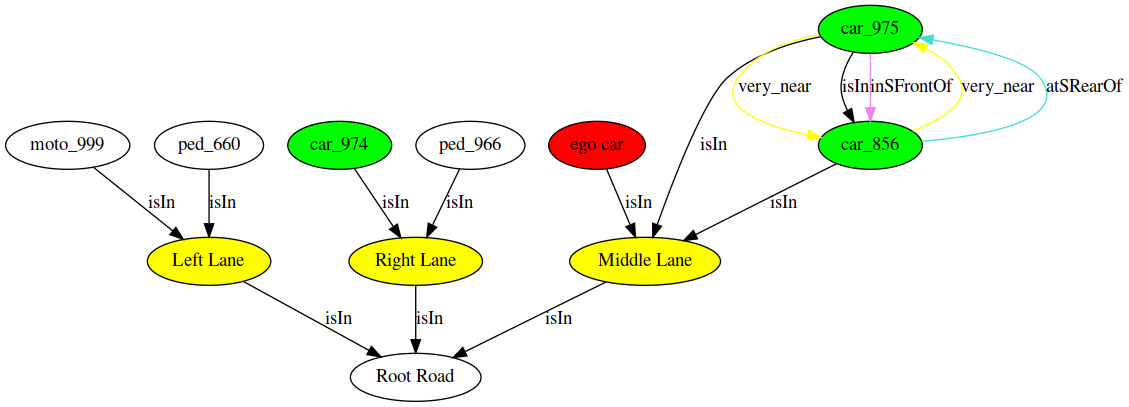 car_975
very_near
isIn
inSFrontOf
very_near
atSRearOf
moto_999
ped_660
car_974
ped_966
ego car
isIn
car_856
isIn
isIn
isIn
isIn
isIn
isIn
Left Lane
Right Lane
Middle Lane
isIn
isIn
isIn
Root Road